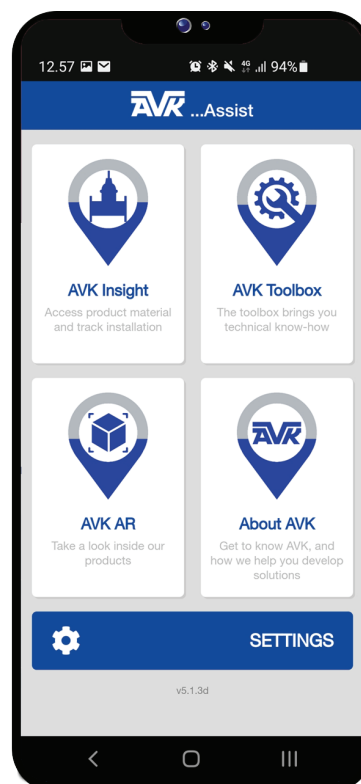 12.57
4G
94%
AVK ...Assist
AVK Insight
Access product material
and track installation
AVK Toolbox
The toolbox brings you
technical know-how
AVK AR
Take a look inside our
products
AVK
About AVK
Get to know AVK, and
how we help you develop
solutions
SETTINGS
v5.1.3d